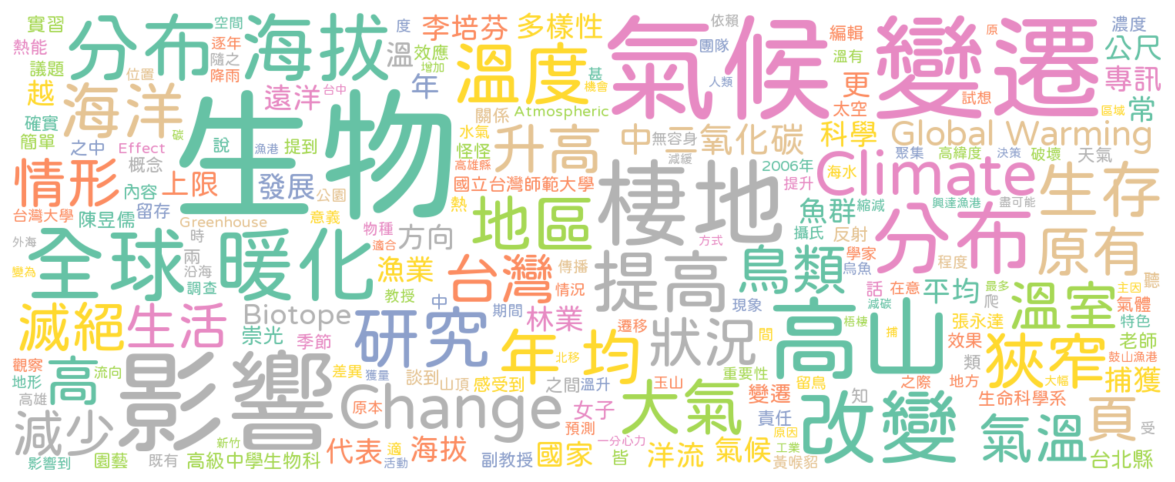 實習
分布
空間
海拔
溫
效應
度
李培芬
多樣性
氣候
變遷
依賴
團隊
編輯
原
濃度
熱能
逐年
增加
溫度
溫有
公尺
議題
隨之
降雨
年
甚
機會
更
專訊
越
位置
遠洋
台中
關係
Atmospheric
太空
人類
試想
區域
常
海洋
生物
碳
水氣
升高
中
無容身
二氧化碳
科學
Global Warming
確實
之中
說
漁港
提到
怪怪
減緩
聚集
高緯度
決策
破壞
天氣
簡單
Effect
概念
高雄縣
棲地
2006年
Climate
生存
情形
上限
發展
公園
國立台灣師範大學
提升
海水
興達漁港
盡可能
內容
熱
魚群
縮減
台灣大學
陳昱儒
留存
意義
物種
地區
攝氏
反射
分布
原有
Greenhouse
時
適合
方向
方式
鳥類
學家
外海
全球
暖化
兩
沿海
漁業
台灣
傳播
提高
烏魚
程度
聽
變為
調查
教授
情況
話
在意
平均
最多
爬
主因
氣體
滅絕
生活
Biotope
中
期間
林業
現象
高山
減碳
溫室
特色
崇光
研究
年
均
遷移
狀況
間
梧棲
捕
張永達
老師
季節
北移
效果
鼓山漁港
觀察
高
影響
差異
之間
溫升
玉山
重要性
類
狹窄
捕獲
地形
流向
獲量
談到
山頂
感受到
大氣
變遷
留鳥
之際
地方
大幅
高雄
減少
原本
Change
女子
責任
改變
知
生命科學系
頁
新竹
代表
適
海拔
預測
一分心力
原因
氣溫
受
影響到
園藝
既有
高級中學生物科
活動
副教授
國家
皆
洋流
氣候
工業
黃喉貂
台北縣